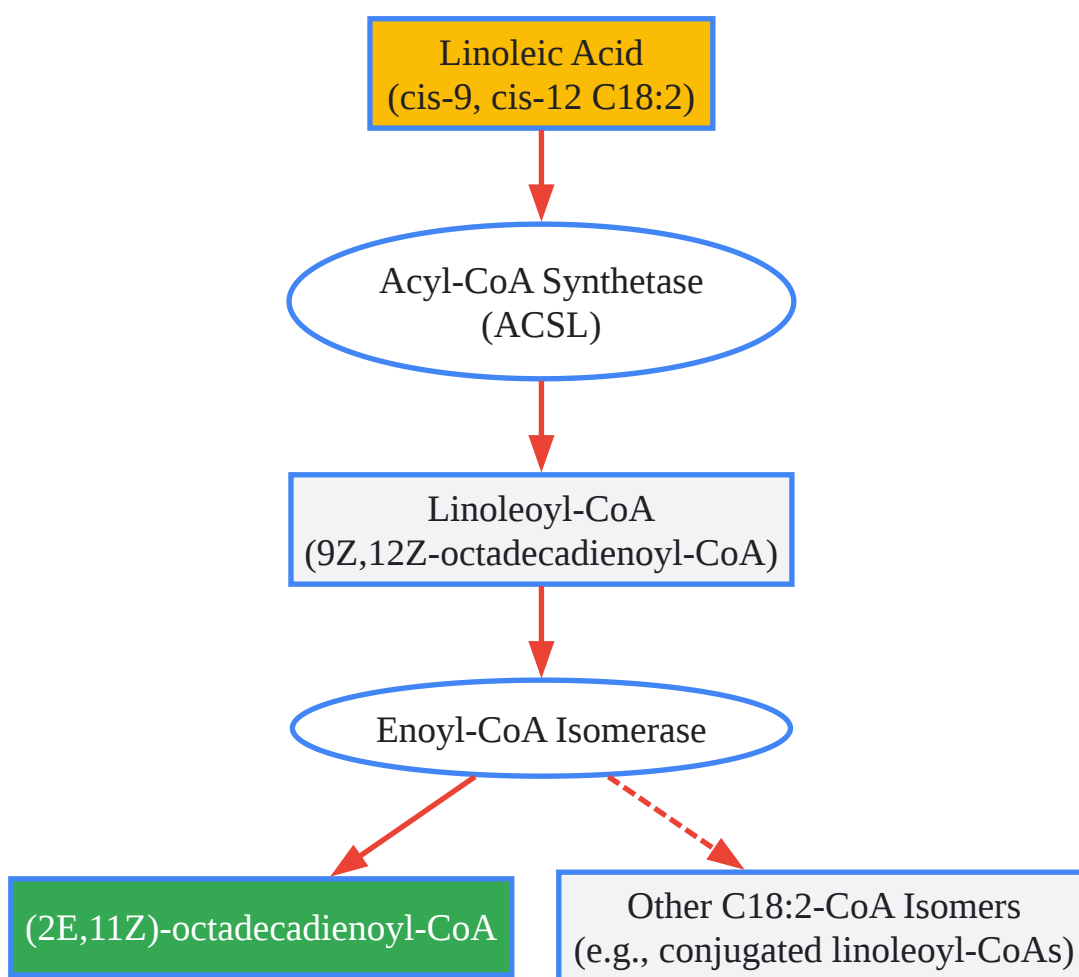 Linoleic Acid
(cis-9, cis-12 C18:2)
Acyl-CoA Synthetase
(ACSL)
Linoleoyl-CoA
(9Z,12Z-octadecadienoyl-CoA)
Enoyl-CoA Isomerase
(2E,11Z)-octadecadienoyl-CoA
Other C18:2-CoA Isomers
(e.g., conjugated linoleoyl-CoAs)